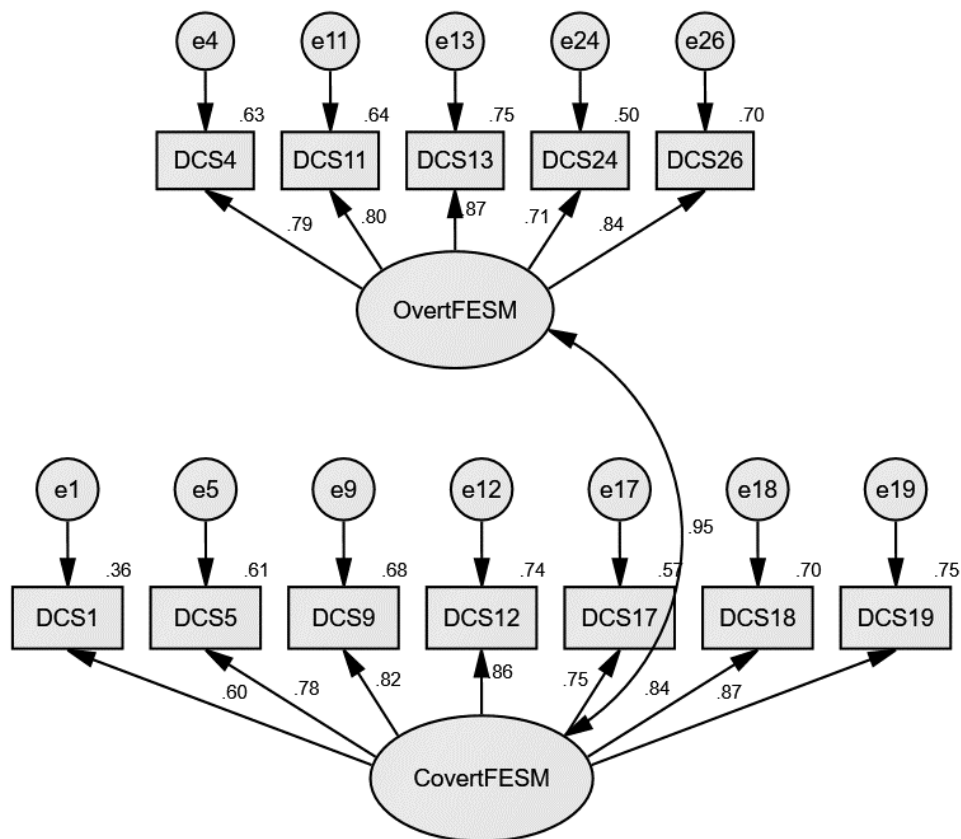 e4 e11 e13 e24 e26
.63 .64 .75 .50 .70
DCS4 DCS11 DCS13 DCS24 DCS26
.79 .80 .87 .71 .84
OvertFESM
e1 e5 e9 e12 e17 e18 e19
.95
.36 .61 .68 .74 .57 .70 .75
DCS1 DCS5 DCS9 DCS12 DCS17 DCS18 DCS19
.60 .78 .82 .86 .75 .84 .87
CovertFESM